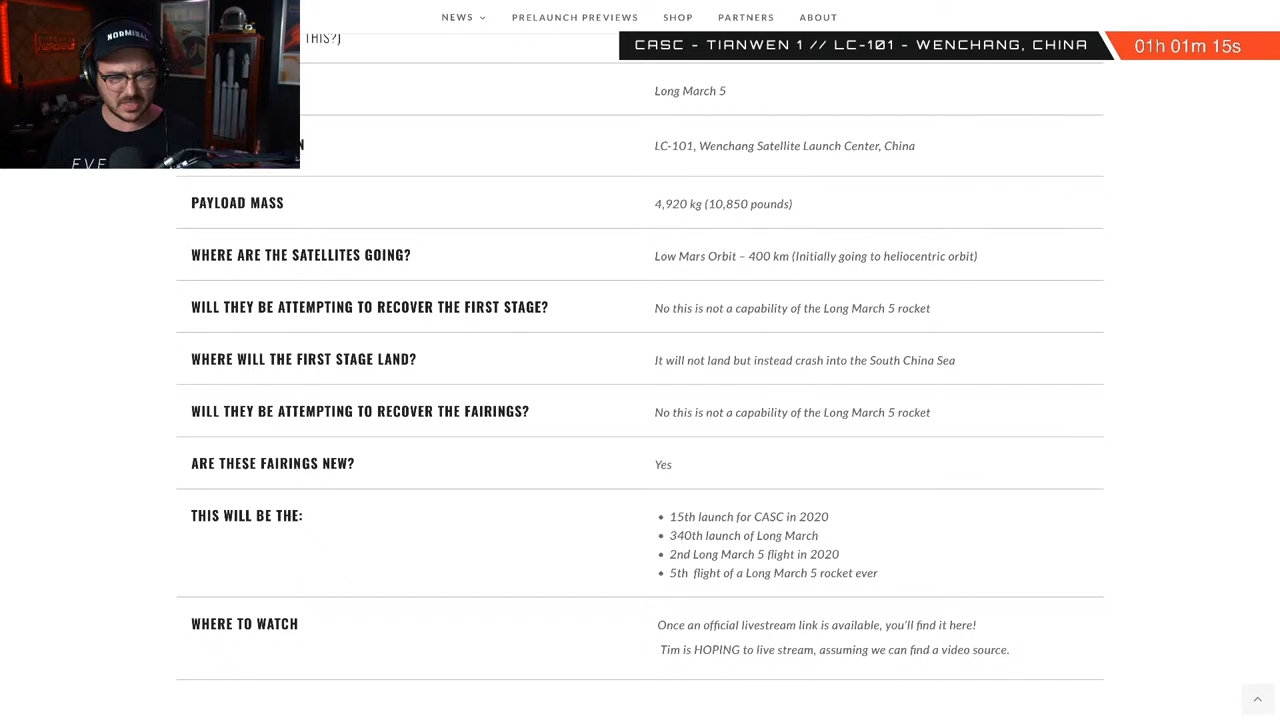 NEWS PRELAUNCH PREVIEWS SHOP PARTNERS ABOUT
THIS?)
CASC - TIANWEN 1 // LC-101 - WENCHANG, CHINA 01h 01m 15s
NORMINAL
Long March 5
N
LC-101, Wenchang Satellite Launch Center, China
EVE
PAYLOAD MASS 4,920 kg (10,850 pounds)
WHERE ARE THE SATELLITES GOING? Low Mars Orbit – 400 km (Initially going to heliocentric orbit)
WILL THEY BE ATTEMPTING TO RECOVER THE FIRST STAGE? No this is not a capability of the Long March 5 rocket
WHERE WILL THE FIRST STAGE LAND? It will not land but instead crash into the South China Sea
WILL THEY BE ATTEMPTING TO RECOVER THE FAIRINGS? No this is not a capability of the Long March 5 rocket
ARE THESE FAIRINGS NEW? Yes
THIS WILL BE THE: • 15th launch for CASC in 2020
• 340th launch of Long March
• 2nd Long March 5 flight in 2020
• 5th flight of a Long March 5 rocket ever
WHERE TO WATCH Once an official livestream link is available, you'll find it here!
Tim is HOPING to live stream, assuming we can find a video source.